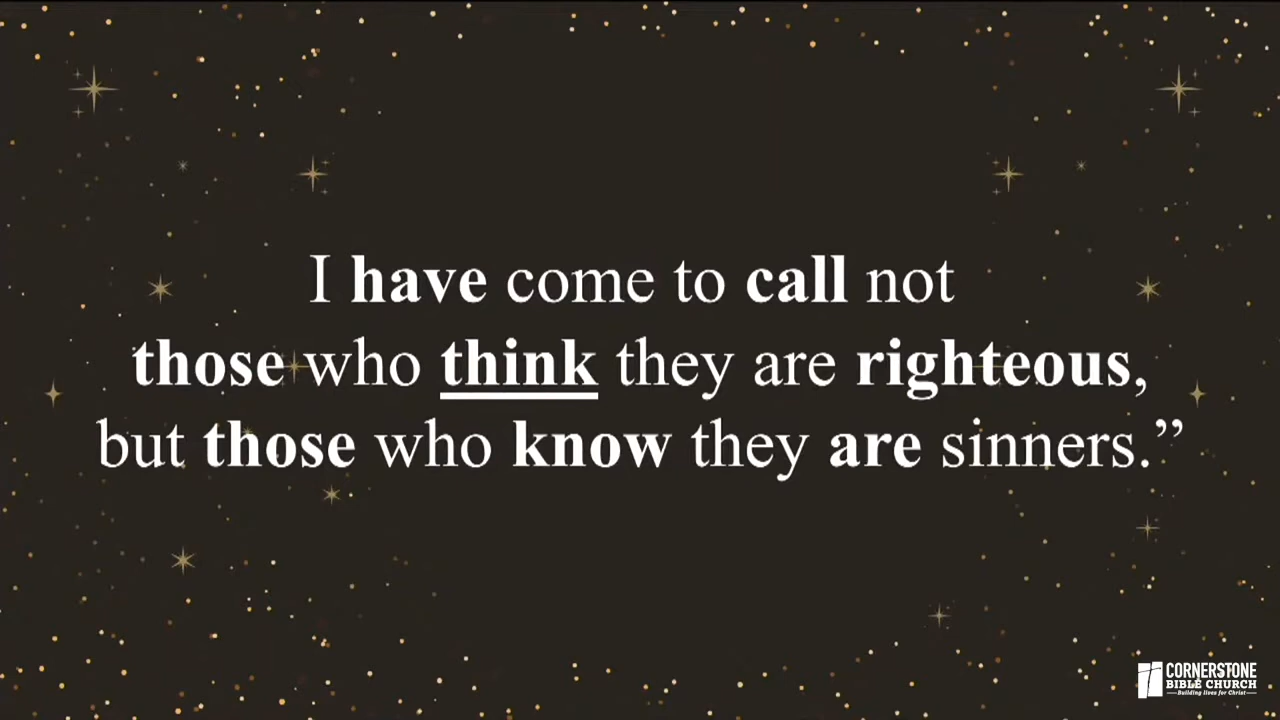 I have come to call not
those who think they are righteous,
but those who know they are sinners.”
CORNERSTONE
BIBLE CHURCH
Building lives for Christ